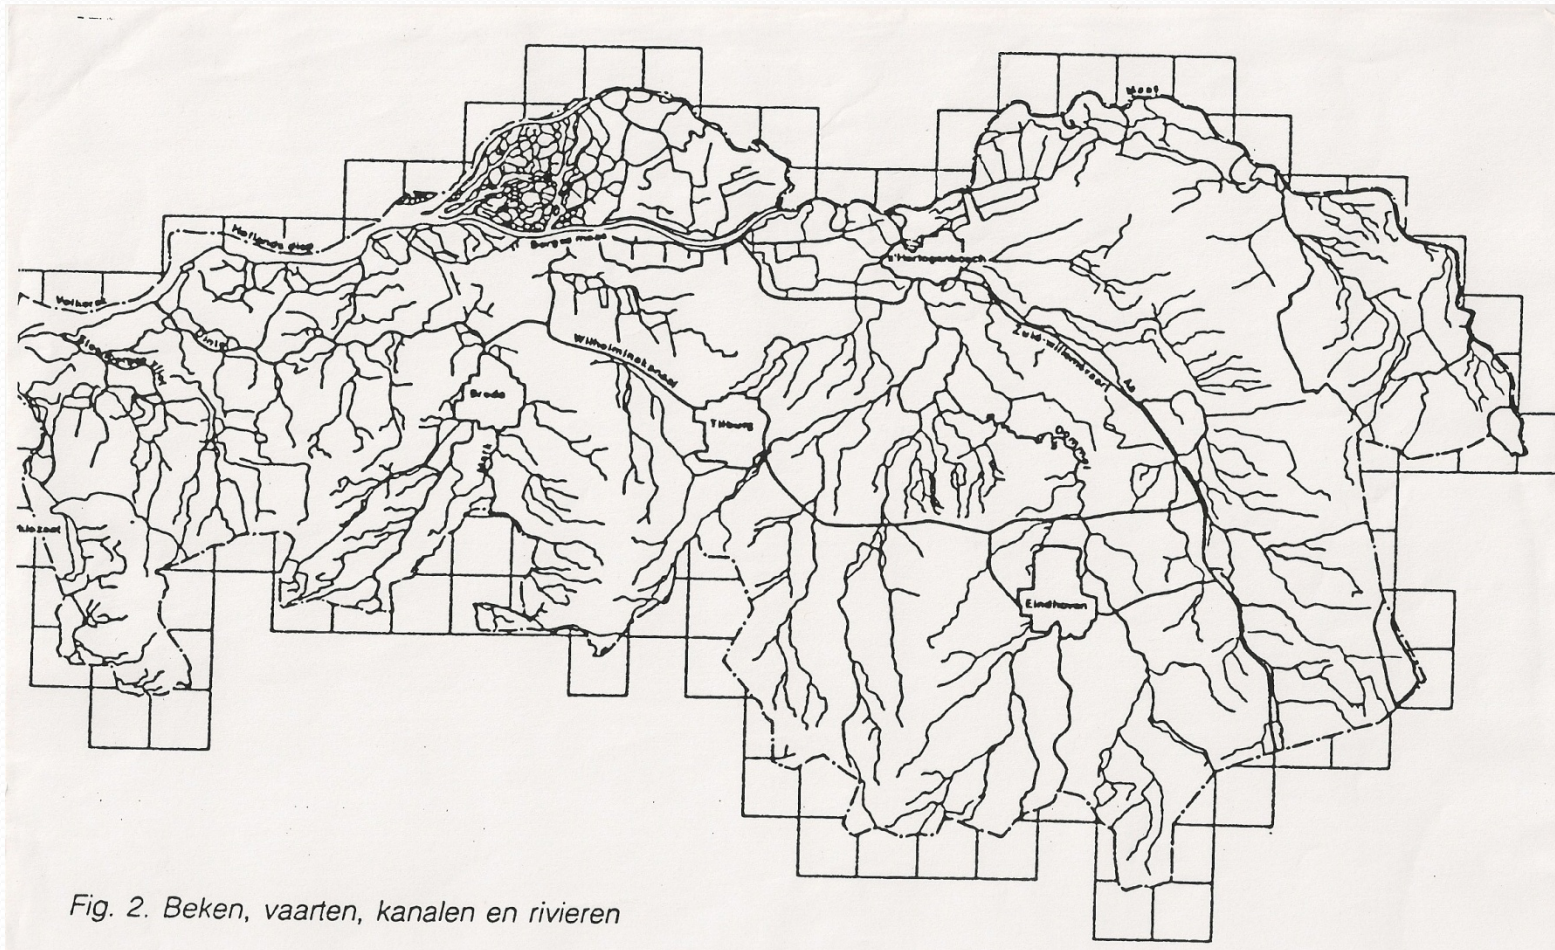 Maas
Hollands diep
Bergse maas
's Hertogenbosch
Volkerak
Zuid-willemsvaart
Aa
Wilhelminakanaal
Breda
Tilburg
Mark
Dommel
Eindhoven
Fig. 2. Beken, vaarten, kanalen en rivieren